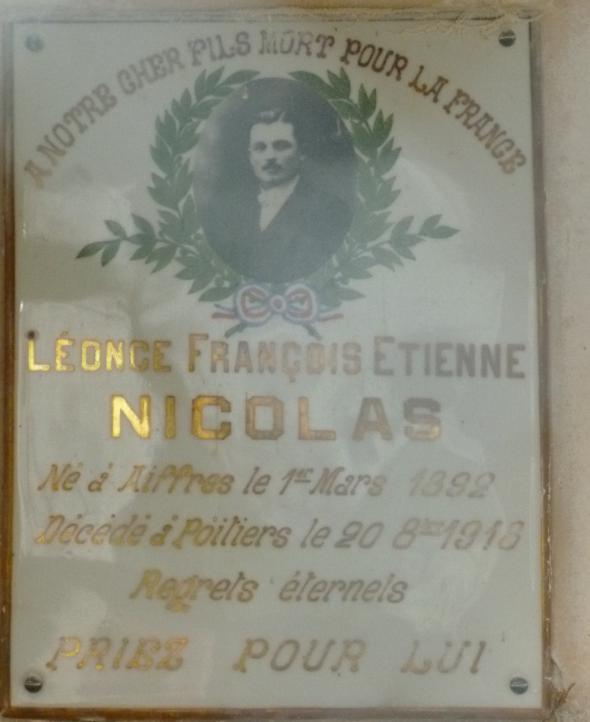 A NOTRE CHER FILS MORT POUR LA FRANCE
LÉONCE FRANÇOIS ETIENNE
NICOLAS
Né à Aiffres le 1er Mars 1892
Décédé à Poitiers le 20 8bre 1918
Regrets éternels
PRIEZ POUR LUI